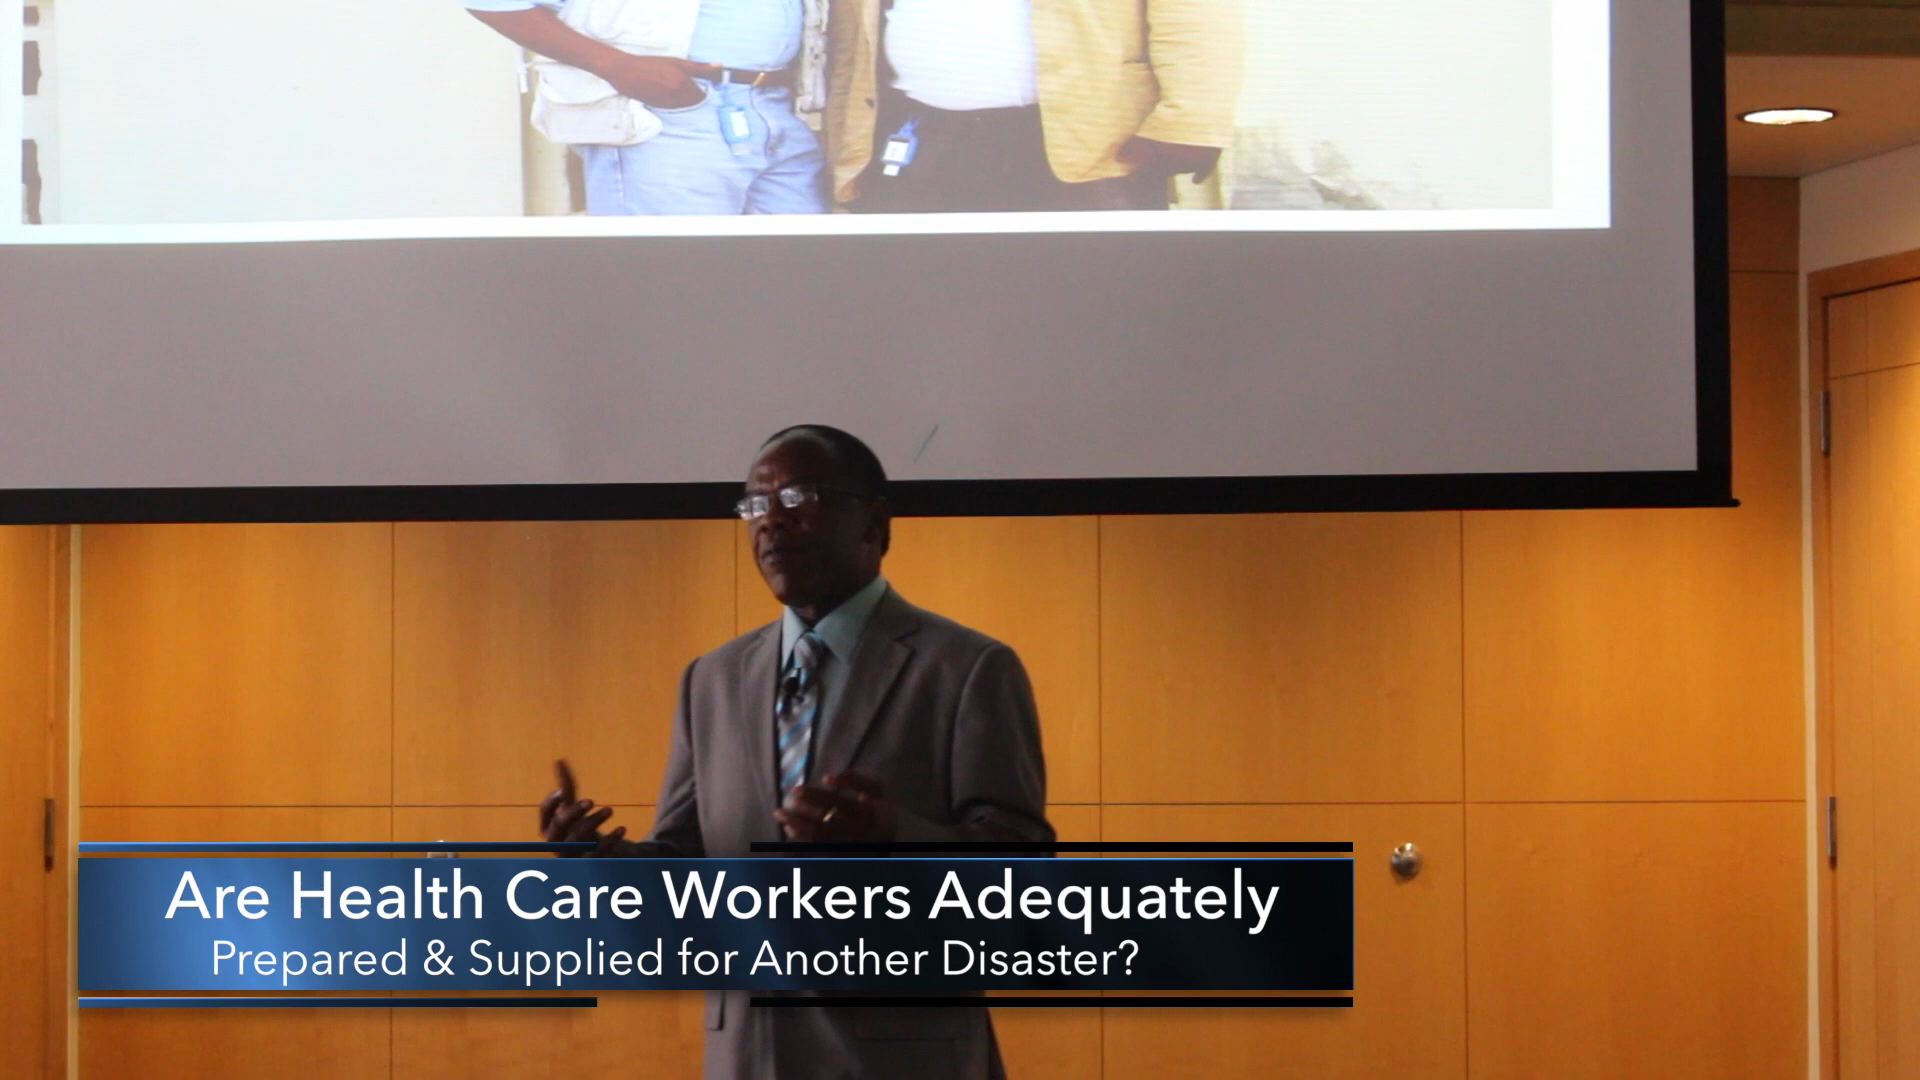 Are Health Care Workers Adequately
Prepared & Supplied for Another Disaster?